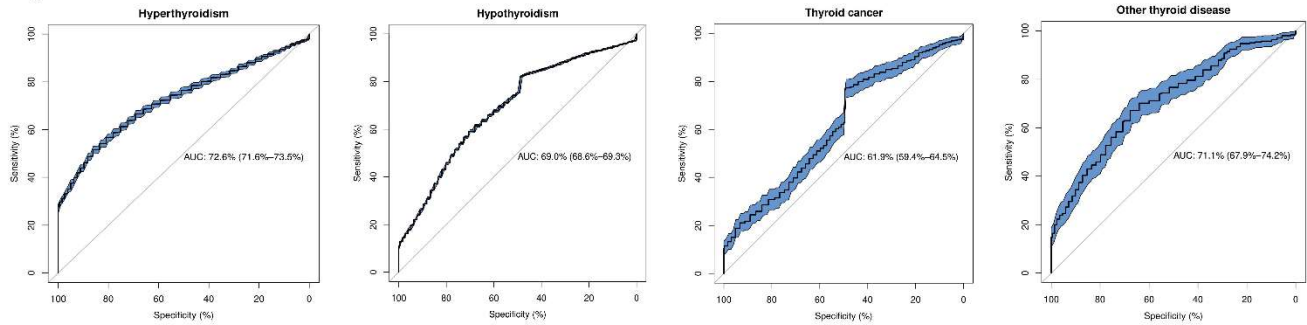 Hyperthyroidism
Sensitivity (%)
100
80
60
40
20
0
AUC: 72.6% (71.6%–73.5%)
100 80 60 40 20 0
Specificity (%)
Hypothyroidism
Sensitivity (%)
100
80
60
40
20
0
AUC: 69.0% (68.6%–69.3%)
100 80 60 40 20 0
Specificity (%)
Thyroid cancer
Sensitivity (%)
100
80
60
40
20
0
AUC: 61.9% (59.4%–64.5%)
100 80 60 40 20 0
Specificity (%)
Other thyroid disease
Sensitivity (%)
100
80
60
40
20
0
AUC: 71.1% (67.9%–74.2%)
100 80 60 40 20 0
Specificity (%)